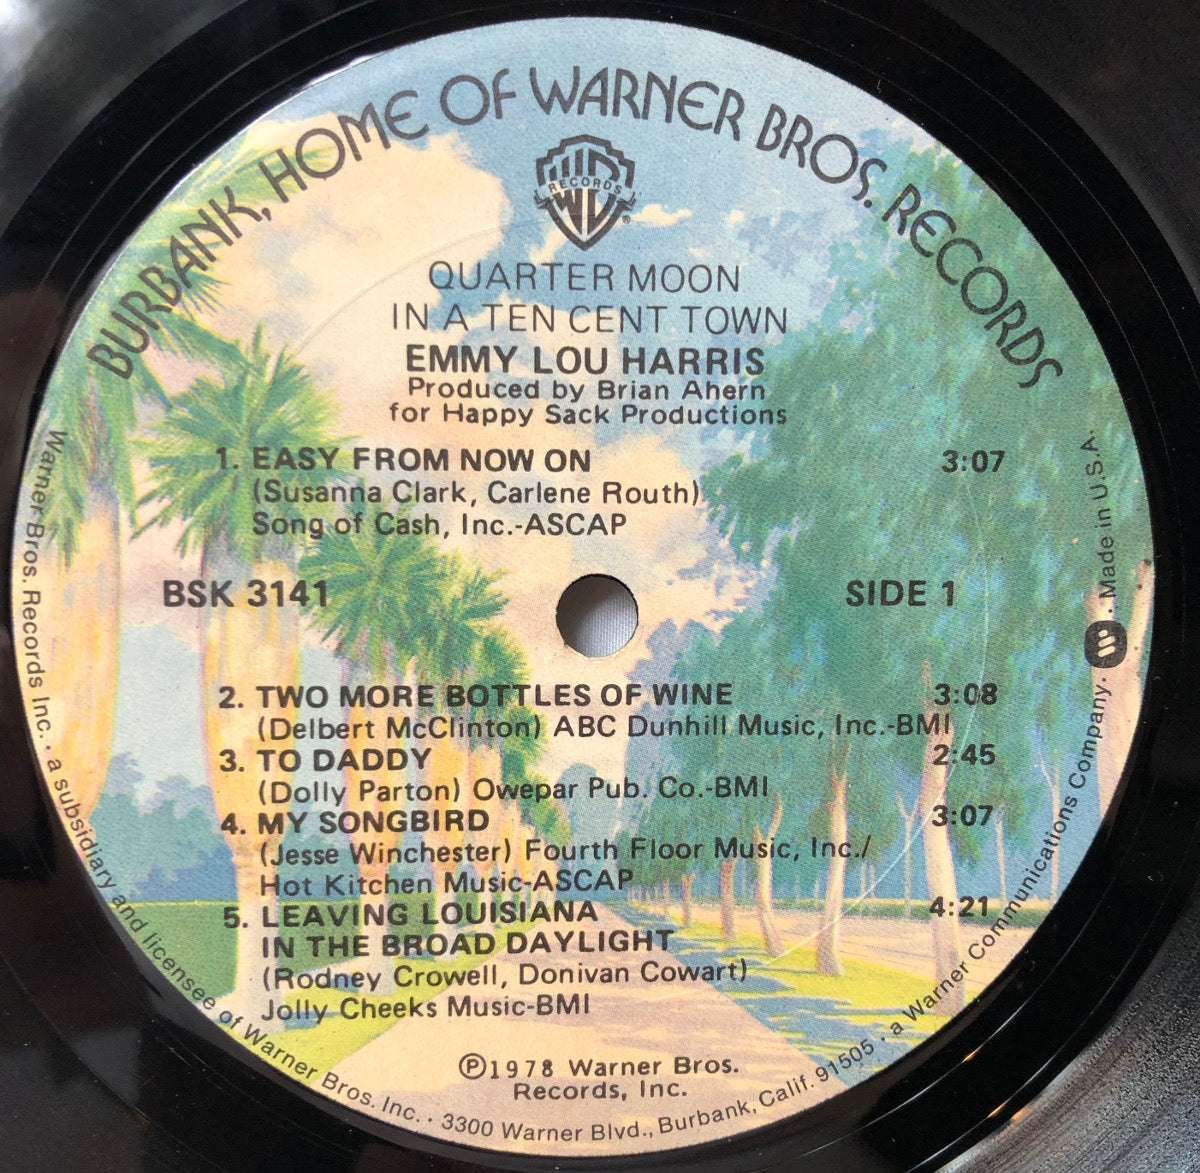 BURBANK, HOME OF WARNER BROS. RECORDS
RECORDS
®
QUARTER MOON
IN A TEN CENT TOWN
EMMY LOU HARRIS
Produced by Brian Ahern
for Happy Sack Productions
1. EASY FROM NOW ON 3:07
(Susanna Clark, Carlene Routh)
Song of Cash, Inc.-ASCAP
BSK 3141 SIDE 1
2. TWO MORE BOTTLES OF WINE 3:08
(Delbert McClinton) ABC Dunhill Music, Inc.-BMI
3. TO DADDY 2:45
(Dolly Parton) Owepar Pub. Co.-BMI
4. MY SONGBIRD 3:07
(Jesse Winchester) Fourth Floor Music, Inc./
Hot Kitchen Music-ASCAP
5. LEAVING LOUISIANA 4:21
IN THE BROAD DAYLIGHT
(Rodney Crowell, Donivan Cowart)
Jolly Cheeks Music-BMI
℗1978 Warner Bros.
Records, Inc.
Warner Bros. Records Inc. · a subsidiary and licensee of Warner Bros. Inc. · 3300 Warner Blvd., Burbank, Calif. 91505 · a Warner Communications Company. · Made in U.S.A.